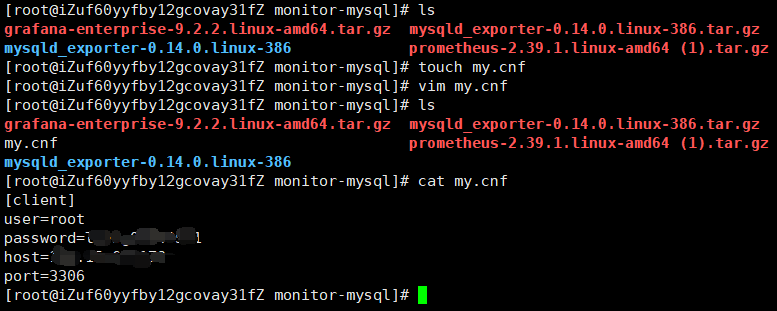 [root@iZuf60yyfby12gcovay31fZ monitor-mysql]# ls
grafana-enterprise-9.2.2.linux-amd64.tar.gz mysqld_exporter-0.14.0.linux-386.tar.gz
mysqld_exporter-0.14.0.linux-386 prometheus-2.39.1.linux-amd64 (1).tar.gz
[root@iZuf60yyfby12gcovay31fZ monitor-mysql]# touch my.cnf
[root@iZuf60yyfby12gcovay31fZ monitor-mysql]# vim my.cnf
[root@iZuf60yyfby12gcovay31fZ monitor-mysql]# ls
grafana-enterprise-9.2.2.linux-amd64.tar.gz mysqld_exporter-0.14.0.linux-386.tar.gz
my.cnf prometheus-2.39.1.linux-amd64 (1).tar.gz
mysqld_exporter-0.14.0.linux-386
[root@iZuf60yyfby12gcovay31fZ monitor-mysql]# cat my.cnf
[client]
user=root
password=
host=
port=3306
[root@iZuf60yyfby12gcovay31fZ monitor-mysql]#